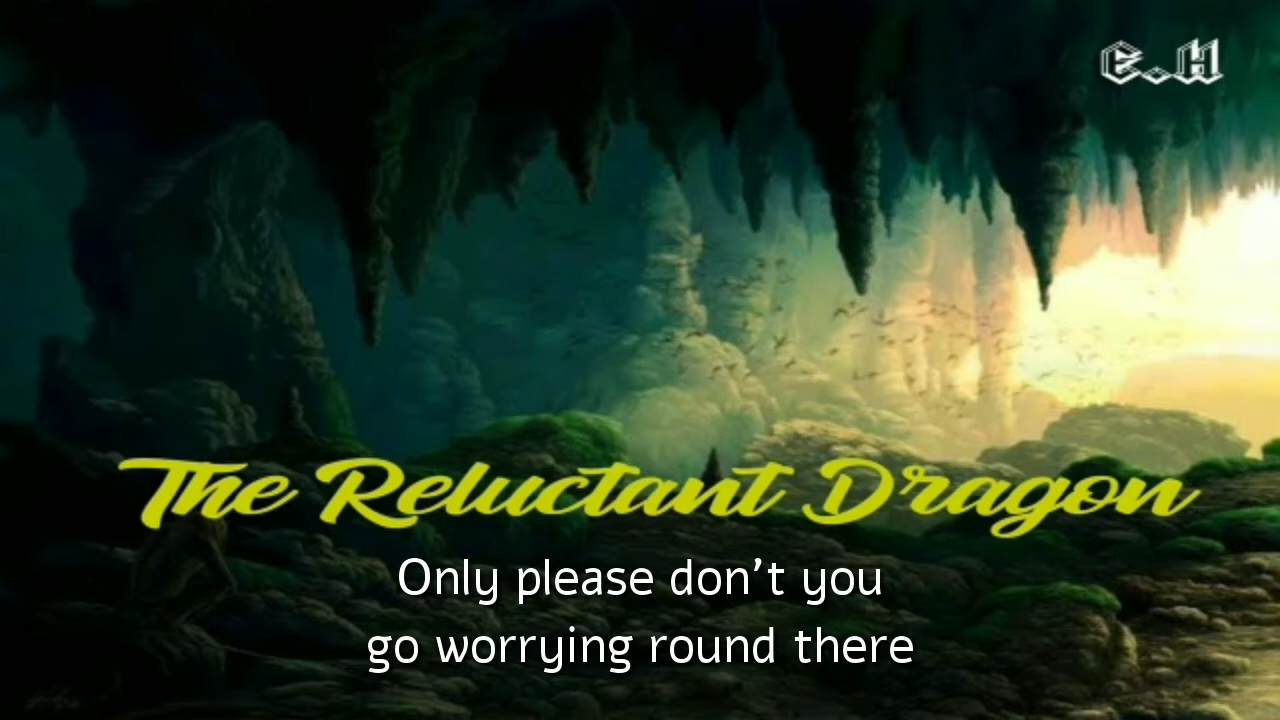 C.H
The Reluctant Dragon
Only please don't you
go worrying round there